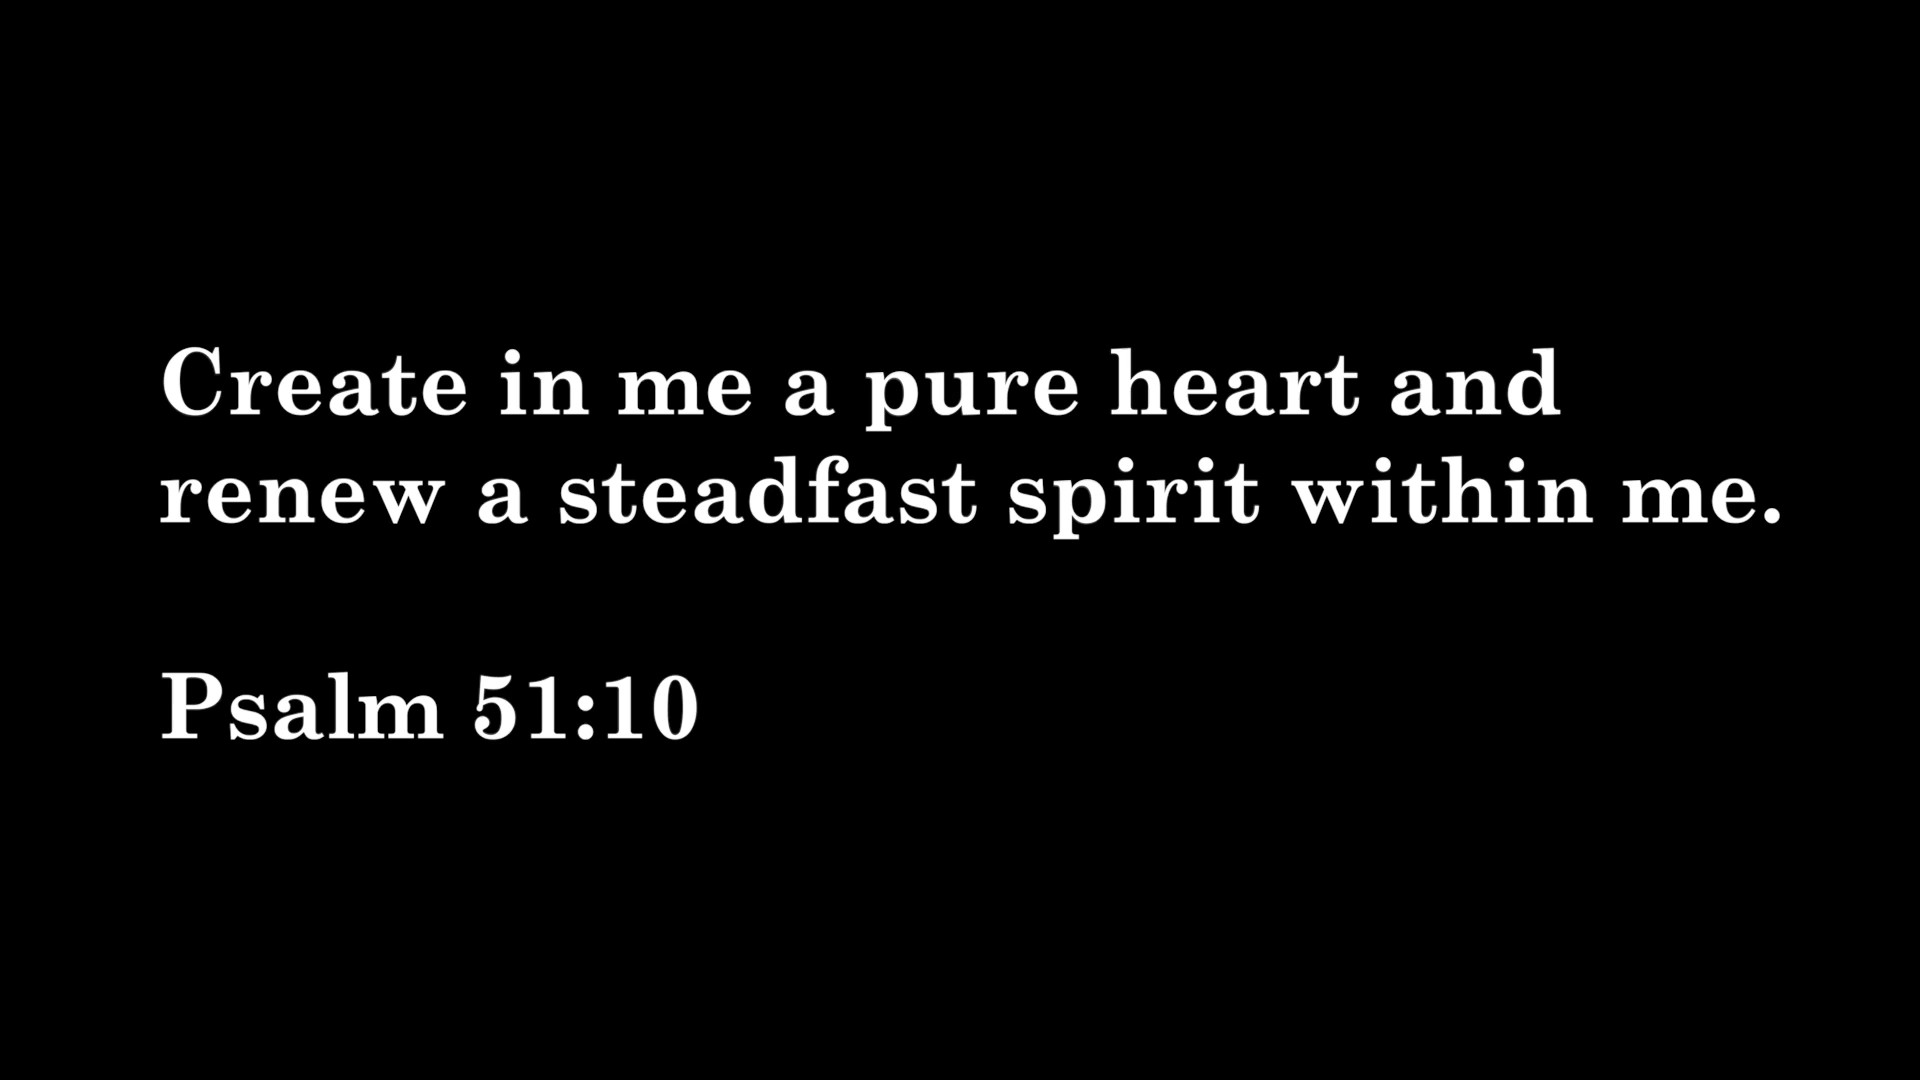 Create in me a pure heart and
renew a steadfast spirit within me.
Psalm 51:10